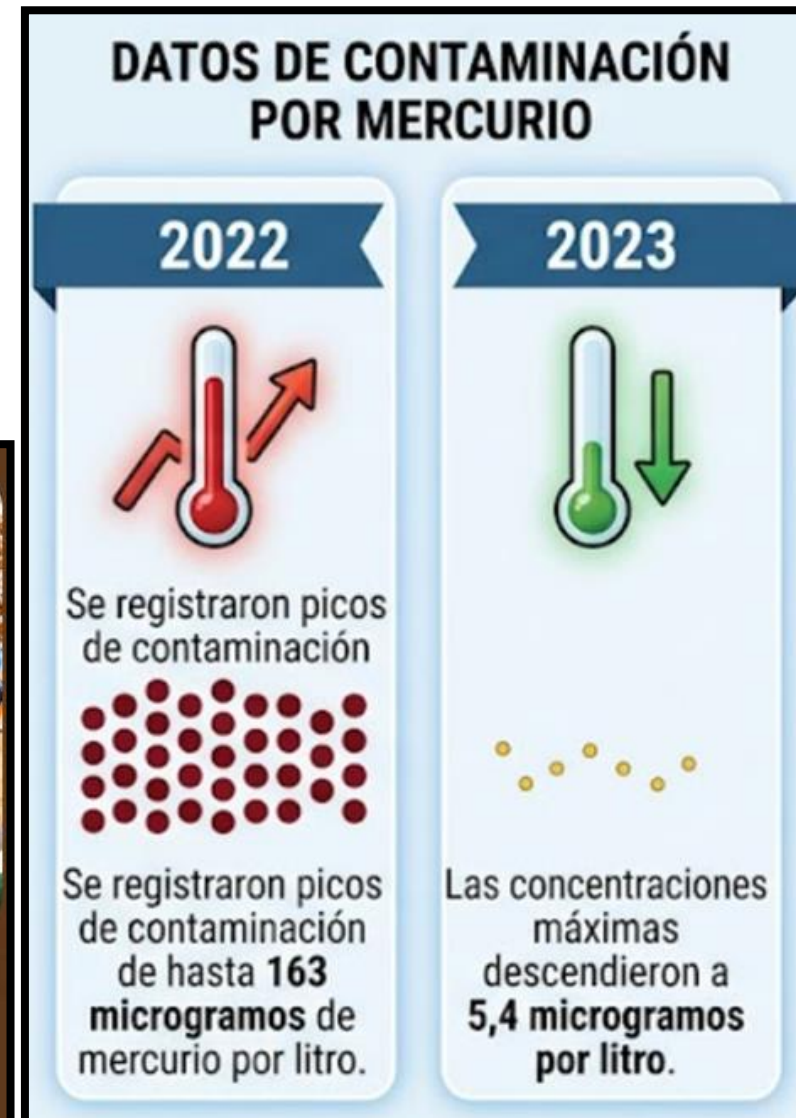 DATOS DE CONTAMINACIÓN
POR MERCURIO
2022
Se registraron picos
de contaminación
Se registraron picos
de contaminación
de hasta 163
microgramos de
mercurio por litro.
2023
Las concentraciones
máximas
descendieron a
5,4 microgramos
por litro.